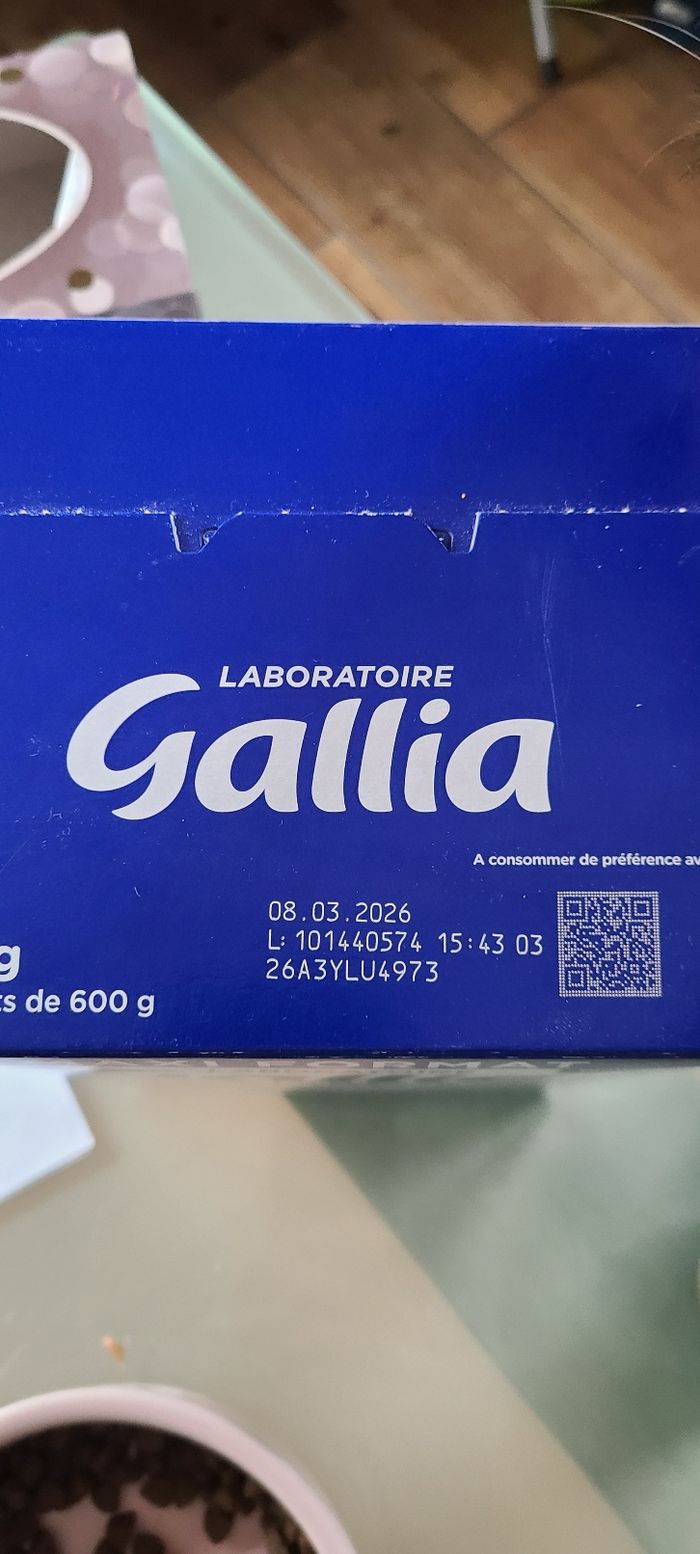 LABORATOIRE
Gallia
A consommer de préférence av
08.03.2026
L: 101440574 15:43 03
26A3YLU4973
g
ts de 600 g